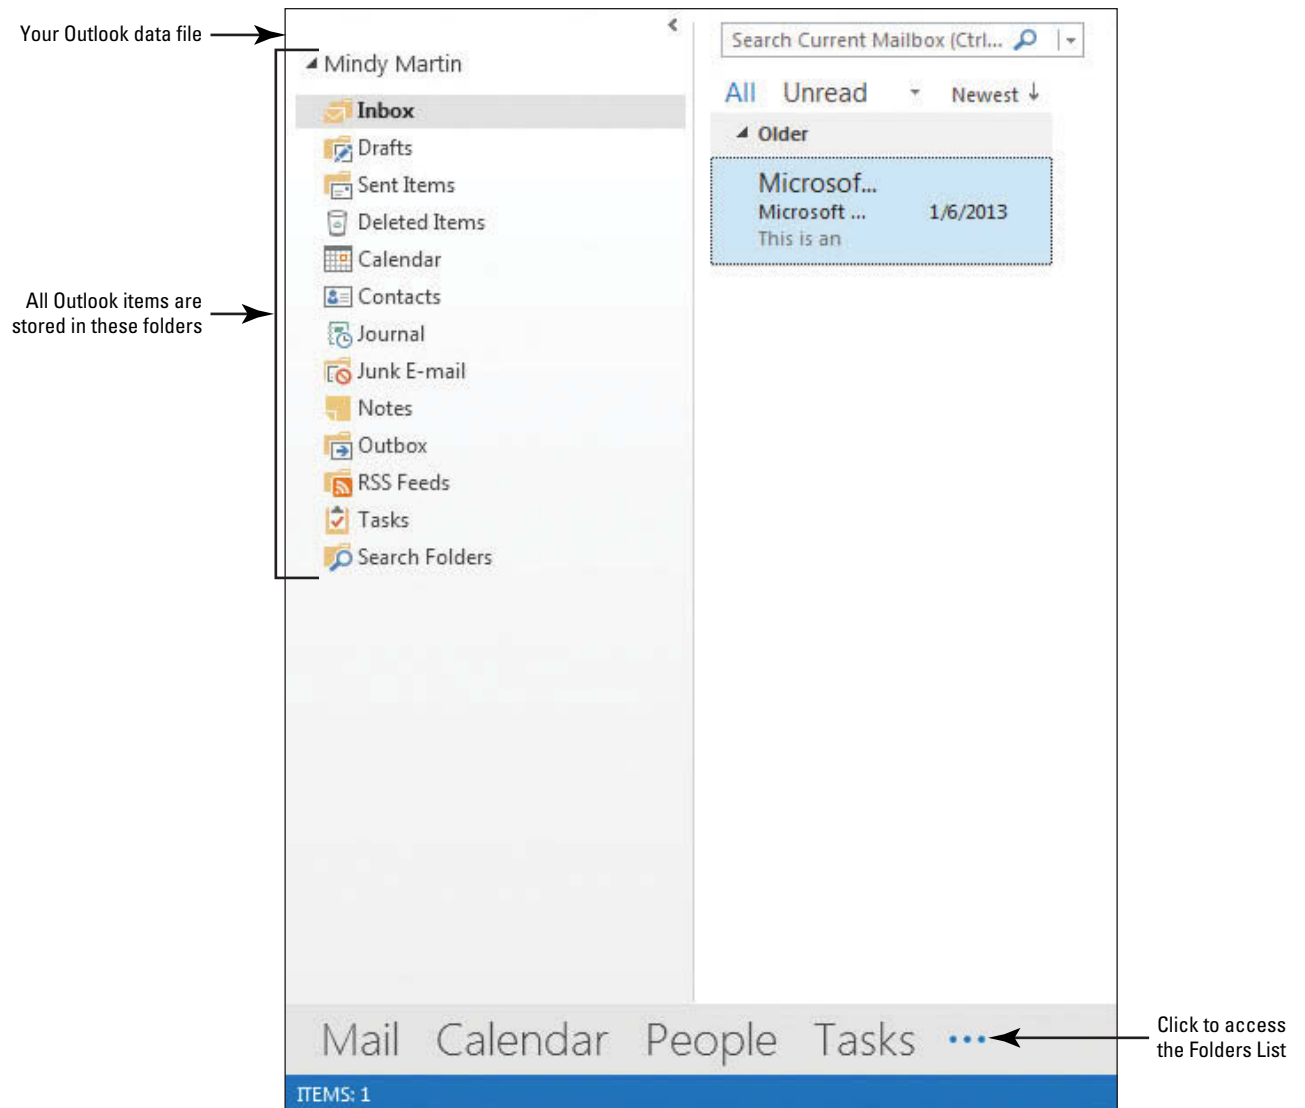 Your Outlook data file
Mindy Martin
Inbox
Drafts
Sent Items
Deleted Items
Calendar
Contacts
Journal
Junk E-mail
Notes
Outbox
RSS Feeds
Tasks
Search Folders
All Outlook items are
stored in these folders
Search Current Mailbox (Ctrl...
All Unread Newest ↓
Older
Microsof...
Microsoft ... 1/6/2013
This is an
Mail Calendar People Tasks •••
Click to access
the Folders List
ITEMS: 1